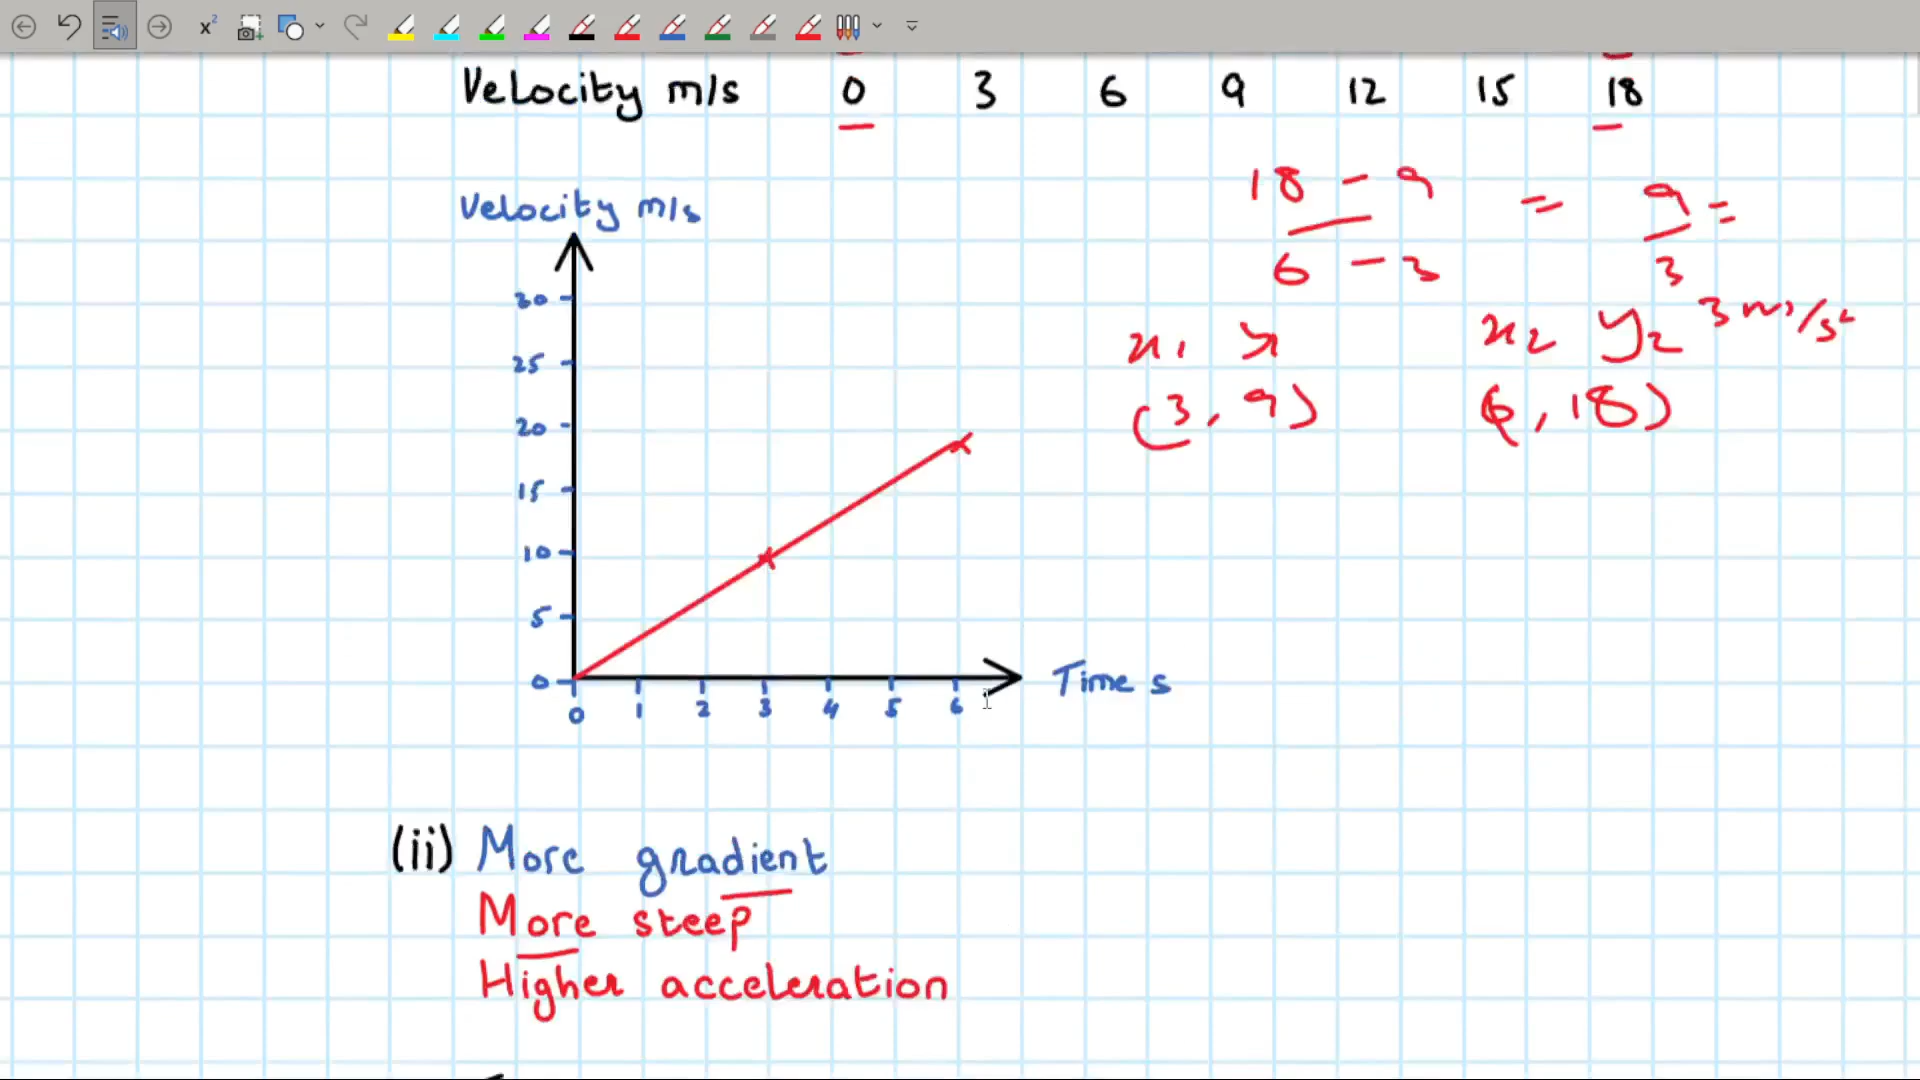 x²
Velocity m/s 0 3 6 9 12 15 18
Velocity m/s
18 - 9 = 9 =
6 - 3 3
3 m/s²
x₁ y₁ x₂ y₂
(3, 9) (6, 18)
30
25
20
15
10
5
0
0 1 2 3 4 5 6
Time s
(ii) More gradient
More steep
Higher acceleration